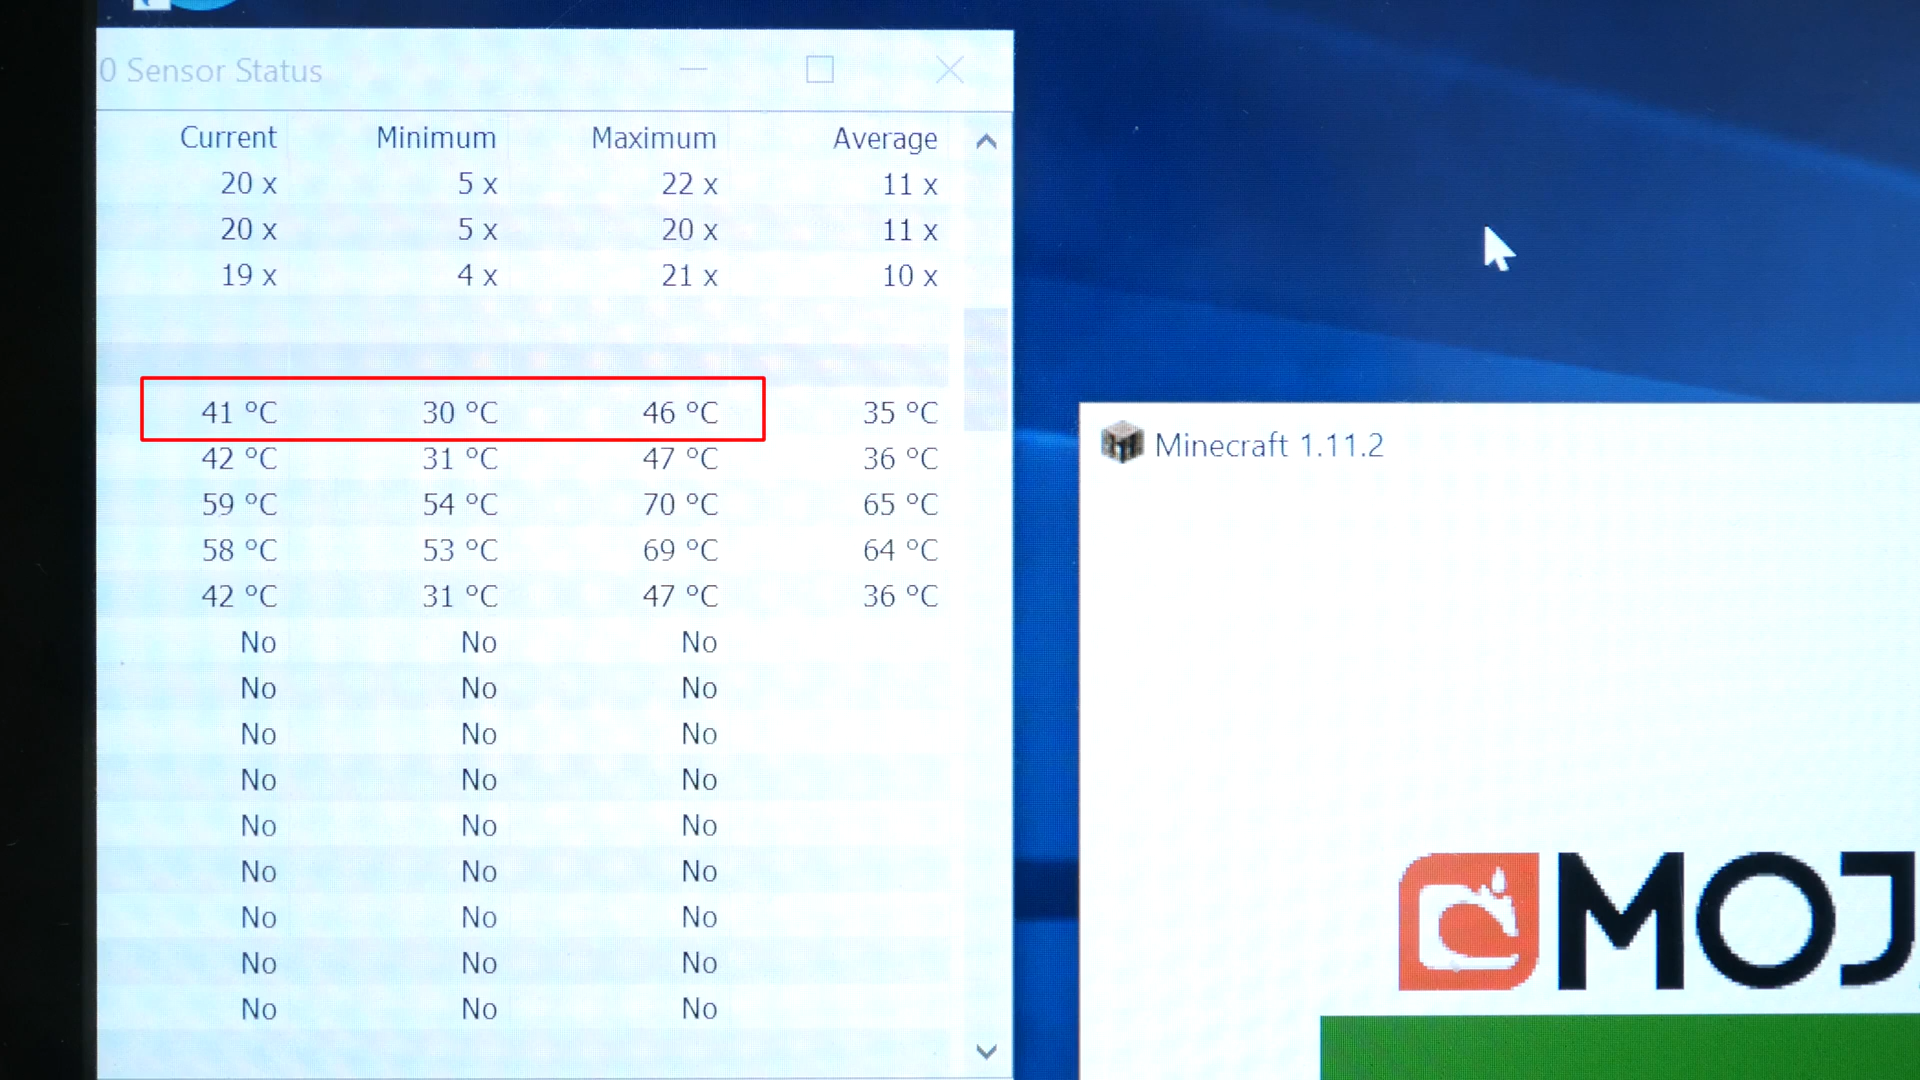 0 Sensor Status
Current Minimum Maximum Average
20 x 5 x 22 x 11 x
20 x 5 x 20 x 11 x
19 x 4 x 21 x 10 x
41 °C 30 °C 46 °C 35 °C
42 °C 31 °C 47 °C 36 °C
59 °C 54 °C 70 °C 65 °C
58 °C 53 °C 69 °C 64 °C
42 °C 31 °C 47 °C 36 °C
No No No
No No No
No No No
No No No
No No No
No No No
No No No
No No No
No No No
Minecraft 1.11.2
MOJ